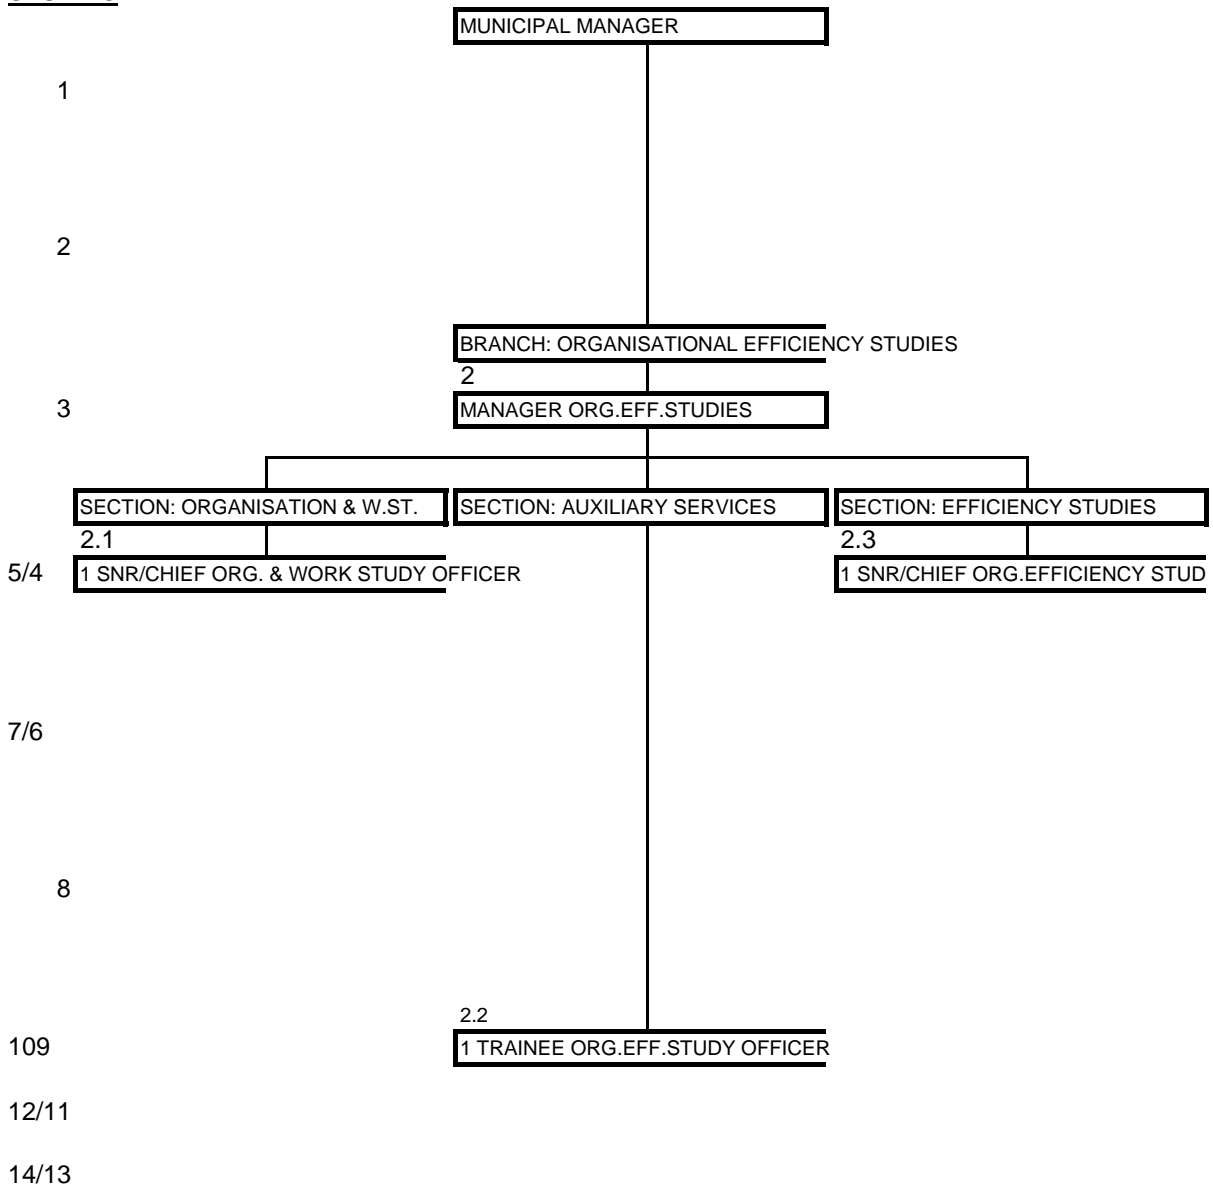 MUNICIPAL MANAGER
1
2
BRANCH: ORGANISATIONAL EFFICIENCY STUDIES
2
3
MANAGER ORG.EFF.STUDIES
SECTION: ORGANISATION & W.ST.
SECTION: AUXILIARY SERVICES
SECTION: EFFICIENCY STUDIES
2.1
2.3
5/4
1 SNR/CHIEF ORG. & WORK STUDY OFFICER
1 SNR/CHIEF ORG.EFFICIENCY STUD
7/6
8
2.2
109
1 TRAINEE ORG.EFF.STUDY OFFICER
12/11
14/13